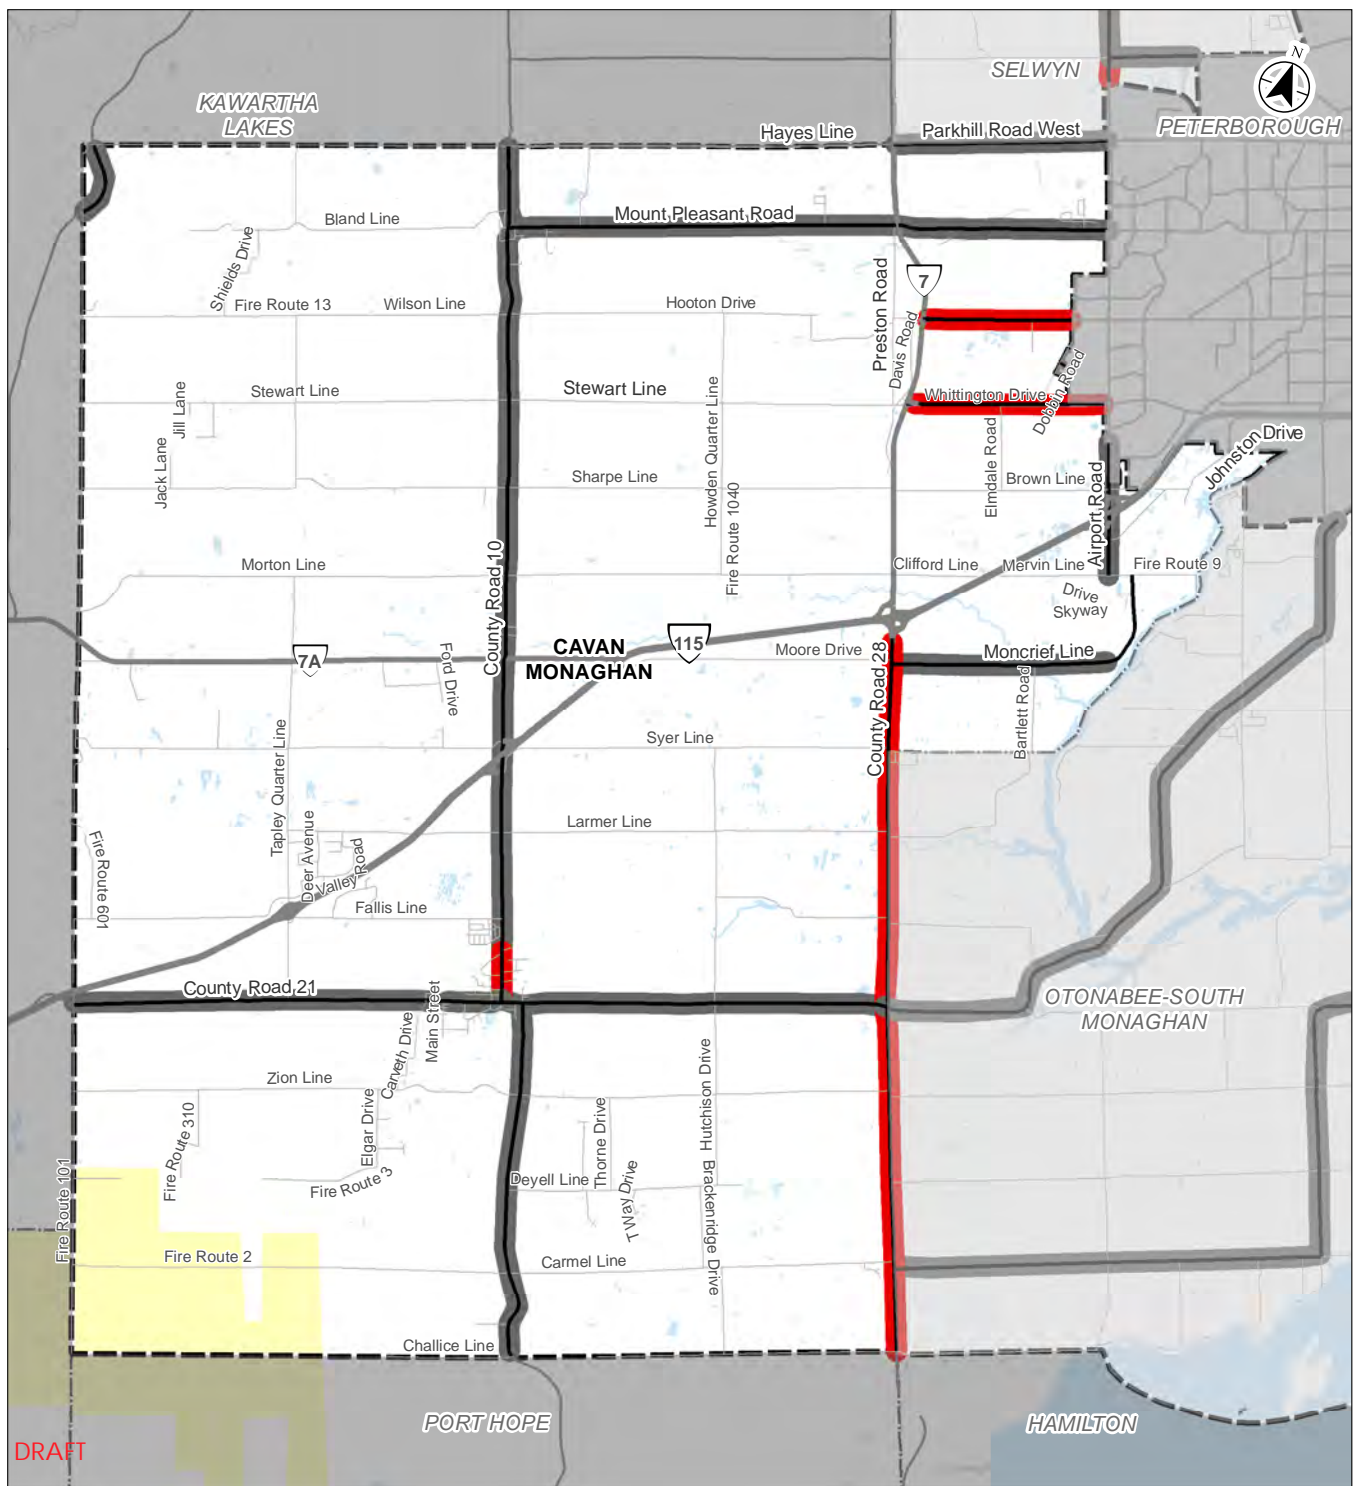 N
SELWYN
KAWARTHA
LAKES
PETERBOROUGH
Hayes Line
Parkhill Road West
Bland Line
Mount Pleasant Road
Shields Drive
Preston Road
7
Fire Route 13
Wilson Line
Hooton Drive
Davis Road
Stewart Line
Stewart Line
Whittington Drive
Dobbin Road
Jill Lane
Jack Lane
Howden Quarter Line
Elmdale Road
Johnston Drive
Sharpe Line
Brown Line
Airport Road
Fire Route 1040
Morton Line
County Road 10
Clifford Line
Mervin Line
Fire Route 9
Drive
Skyway
CAVAN
MONAGHAN
115
7A
Ford Drive
Moore Drive
Moncrief Line
County Road 28
Bartlett Road
Tapley Quarter Line
Syer Line
Larmer Line
Fire Route 601
Deer Avenue
Valley Road
Fallis Line
County Road 21
Main Street
OTONABEE-SOUTH
MONAGHAN
Carveth Drive
Zion Line
Hutchison Drive
Fire Route 310
Elgar Drive
Thorne Drive
Fire Route 3
Deyell Line
T Way Drive
Brackenridge Drive
Fire Route 101
Fire Route 2
Carmel Line
Challice Line
PORT HOPE
HAMILTON
DRAFT